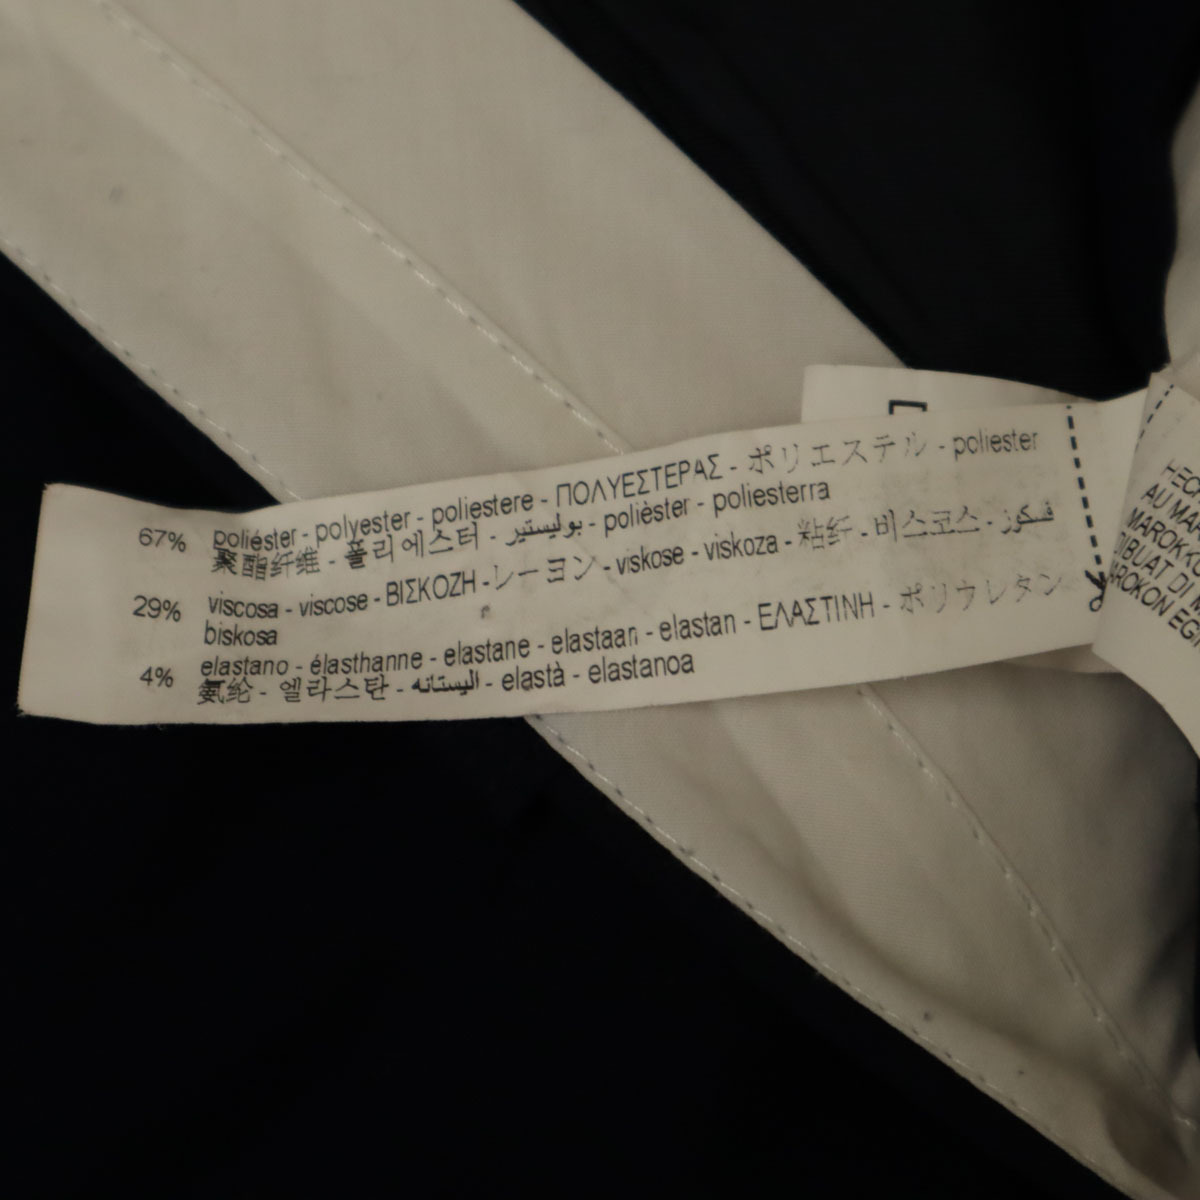 67% poliéster - polyester - poliestere - ΠΟΛΥΕΣΤΕΡΑΣ - ポリエステル - poliester
聚酯纤维 - 폴리에스터 - بوليستير - polièster - poliesterra
29% viscosa - viscose - ΒΙΣΚΟΖΗ - レーヨン - viskose - viskoza - 粘纤 - 비스코스 - فسكوز
biskosa
4% elastano - élasthanne - elastane - elastaan - elastan - ΕΛΑΣΤΙΝΗ - ポリウレタン
氨纶 - 엘라스탄 - اليستانه - elastà - elastanoa
AU